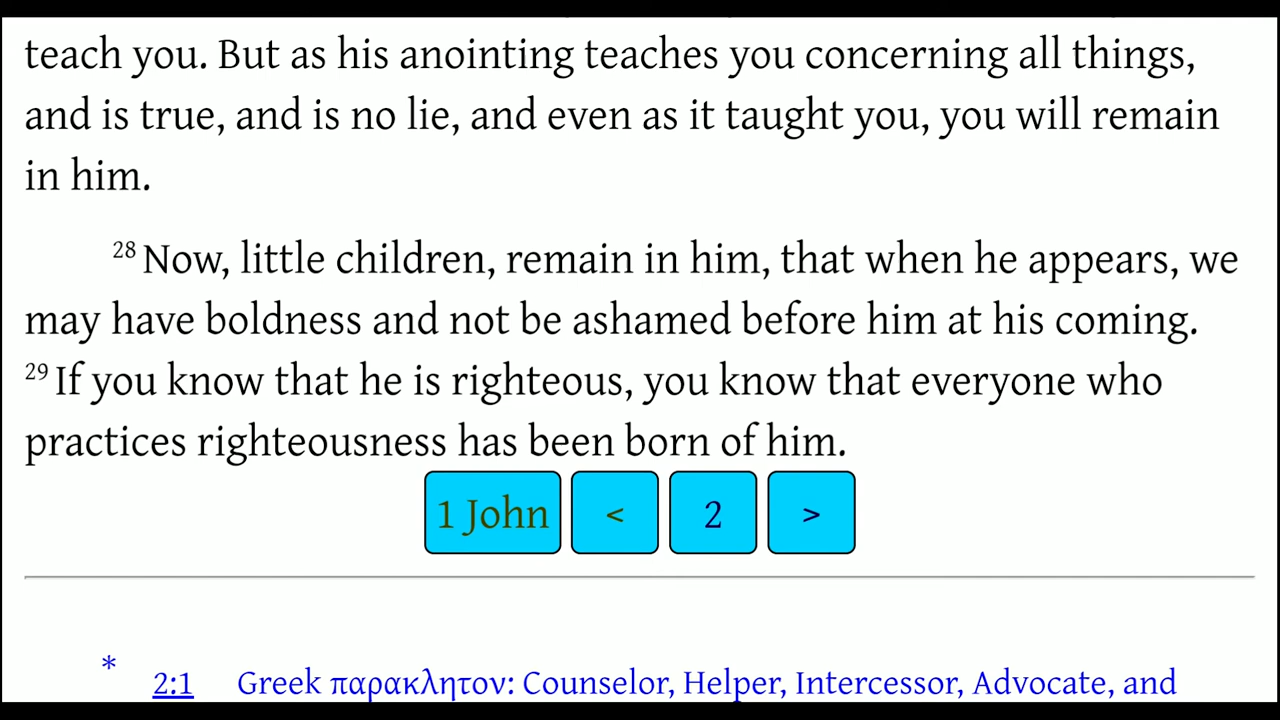 teach you. But as his anointing teaches you concerning all things,
and is true, and is no lie, and even as it taught you, you will remain
in him.
28 Now, little children, remain in him, that when he appears, we
may have boldness and not be ashamed before him at his coming.
29 If you know that he is righteous, you know that everyone who
practices righteousness has been born of him.
1 John < 2 >
* 2:1 Greek παρακλητον: Counselor, Helper, Intercessor, Advocate, and